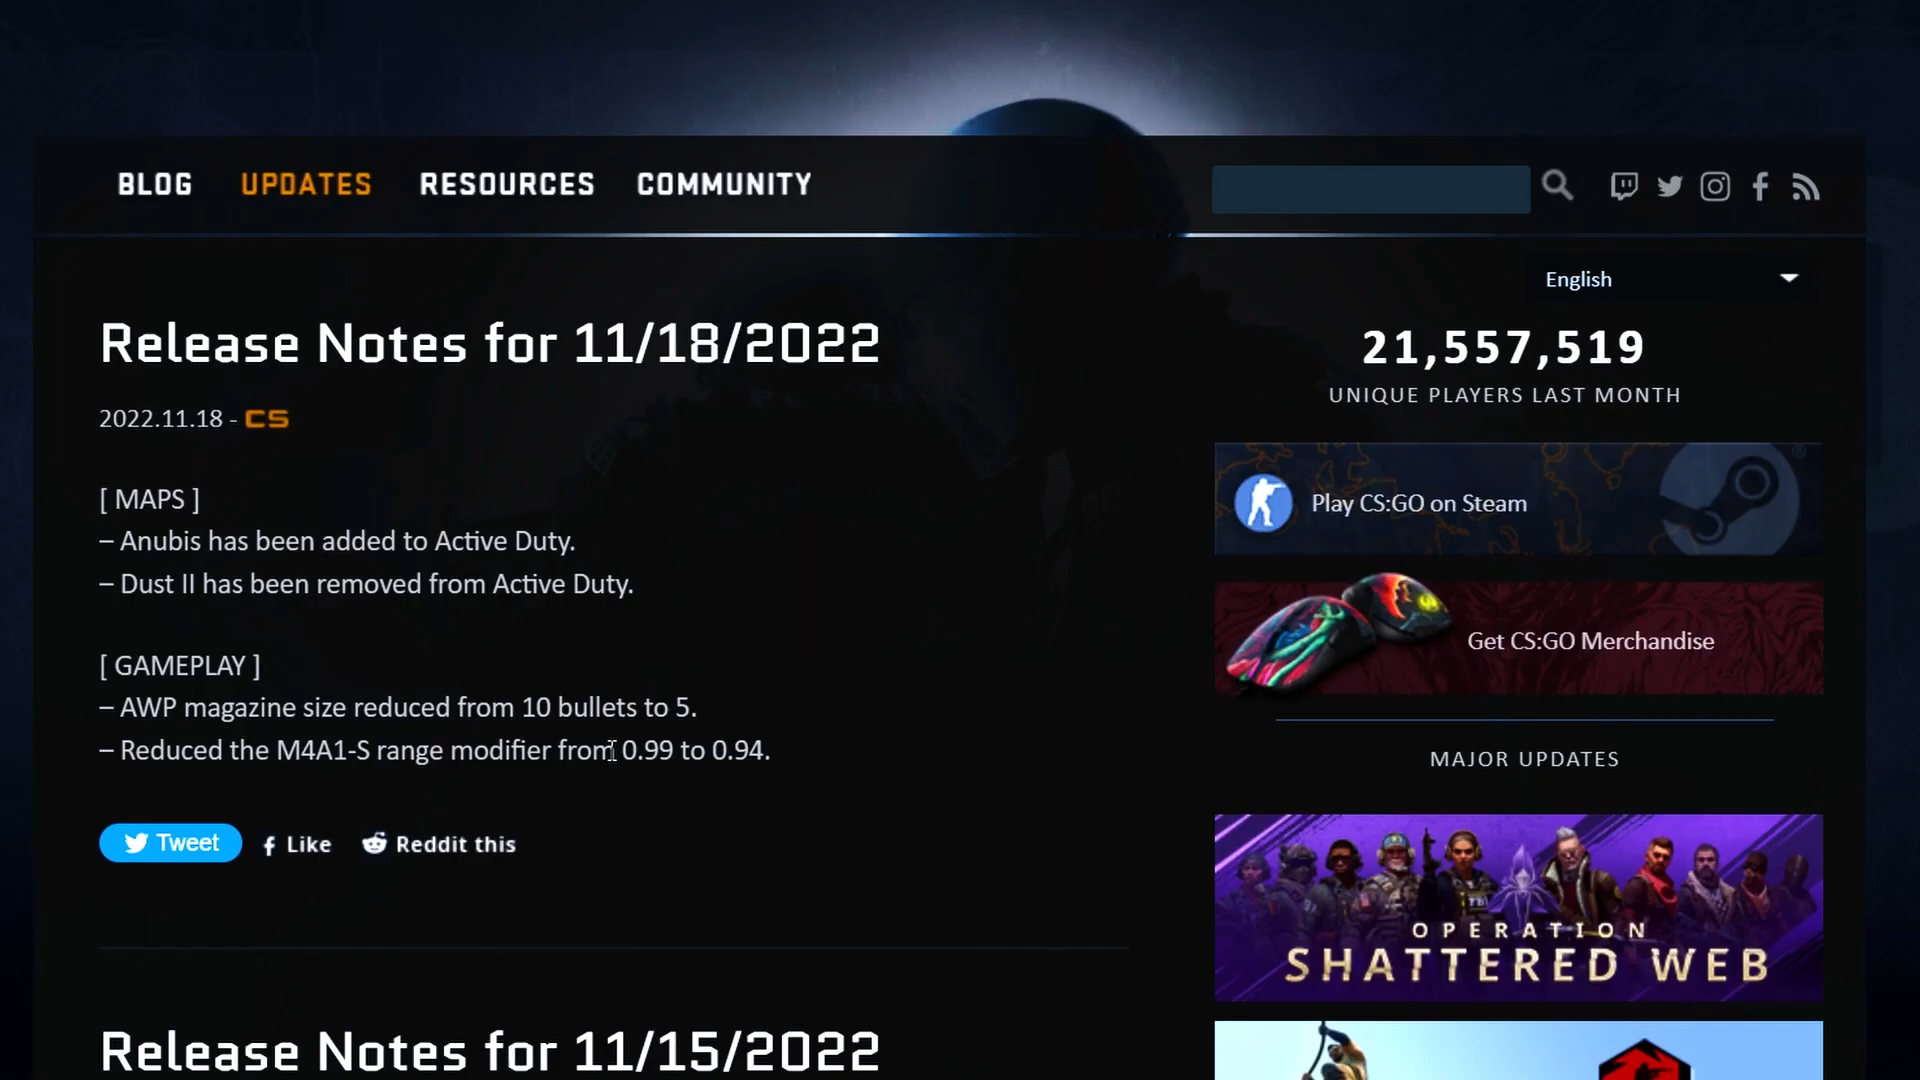 BLOG UPDATES RESOURCES COMMUNITY
English
Release Notes for 11/18/2022
2022.11.18 - CS
[ MAPS ]
– Anubis has been added to Active Duty.
– Dust II has been removed from Active Duty.
[ GAMEPLAY ]
– AWP magazine size reduced from 10 bullets to 5.
– Reduced the M4A1-S range modifier from 0.99 to 0.94.
Tweet Like Reddit this
Release Notes for 11/15/2022
21,557,519
UNIQUE PLAYERS LAST MONTH
Play CS:GO on Steam
Get CS:GO Merchandise
MAJOR UPDATES
OPERATION
SHATTERED WEB